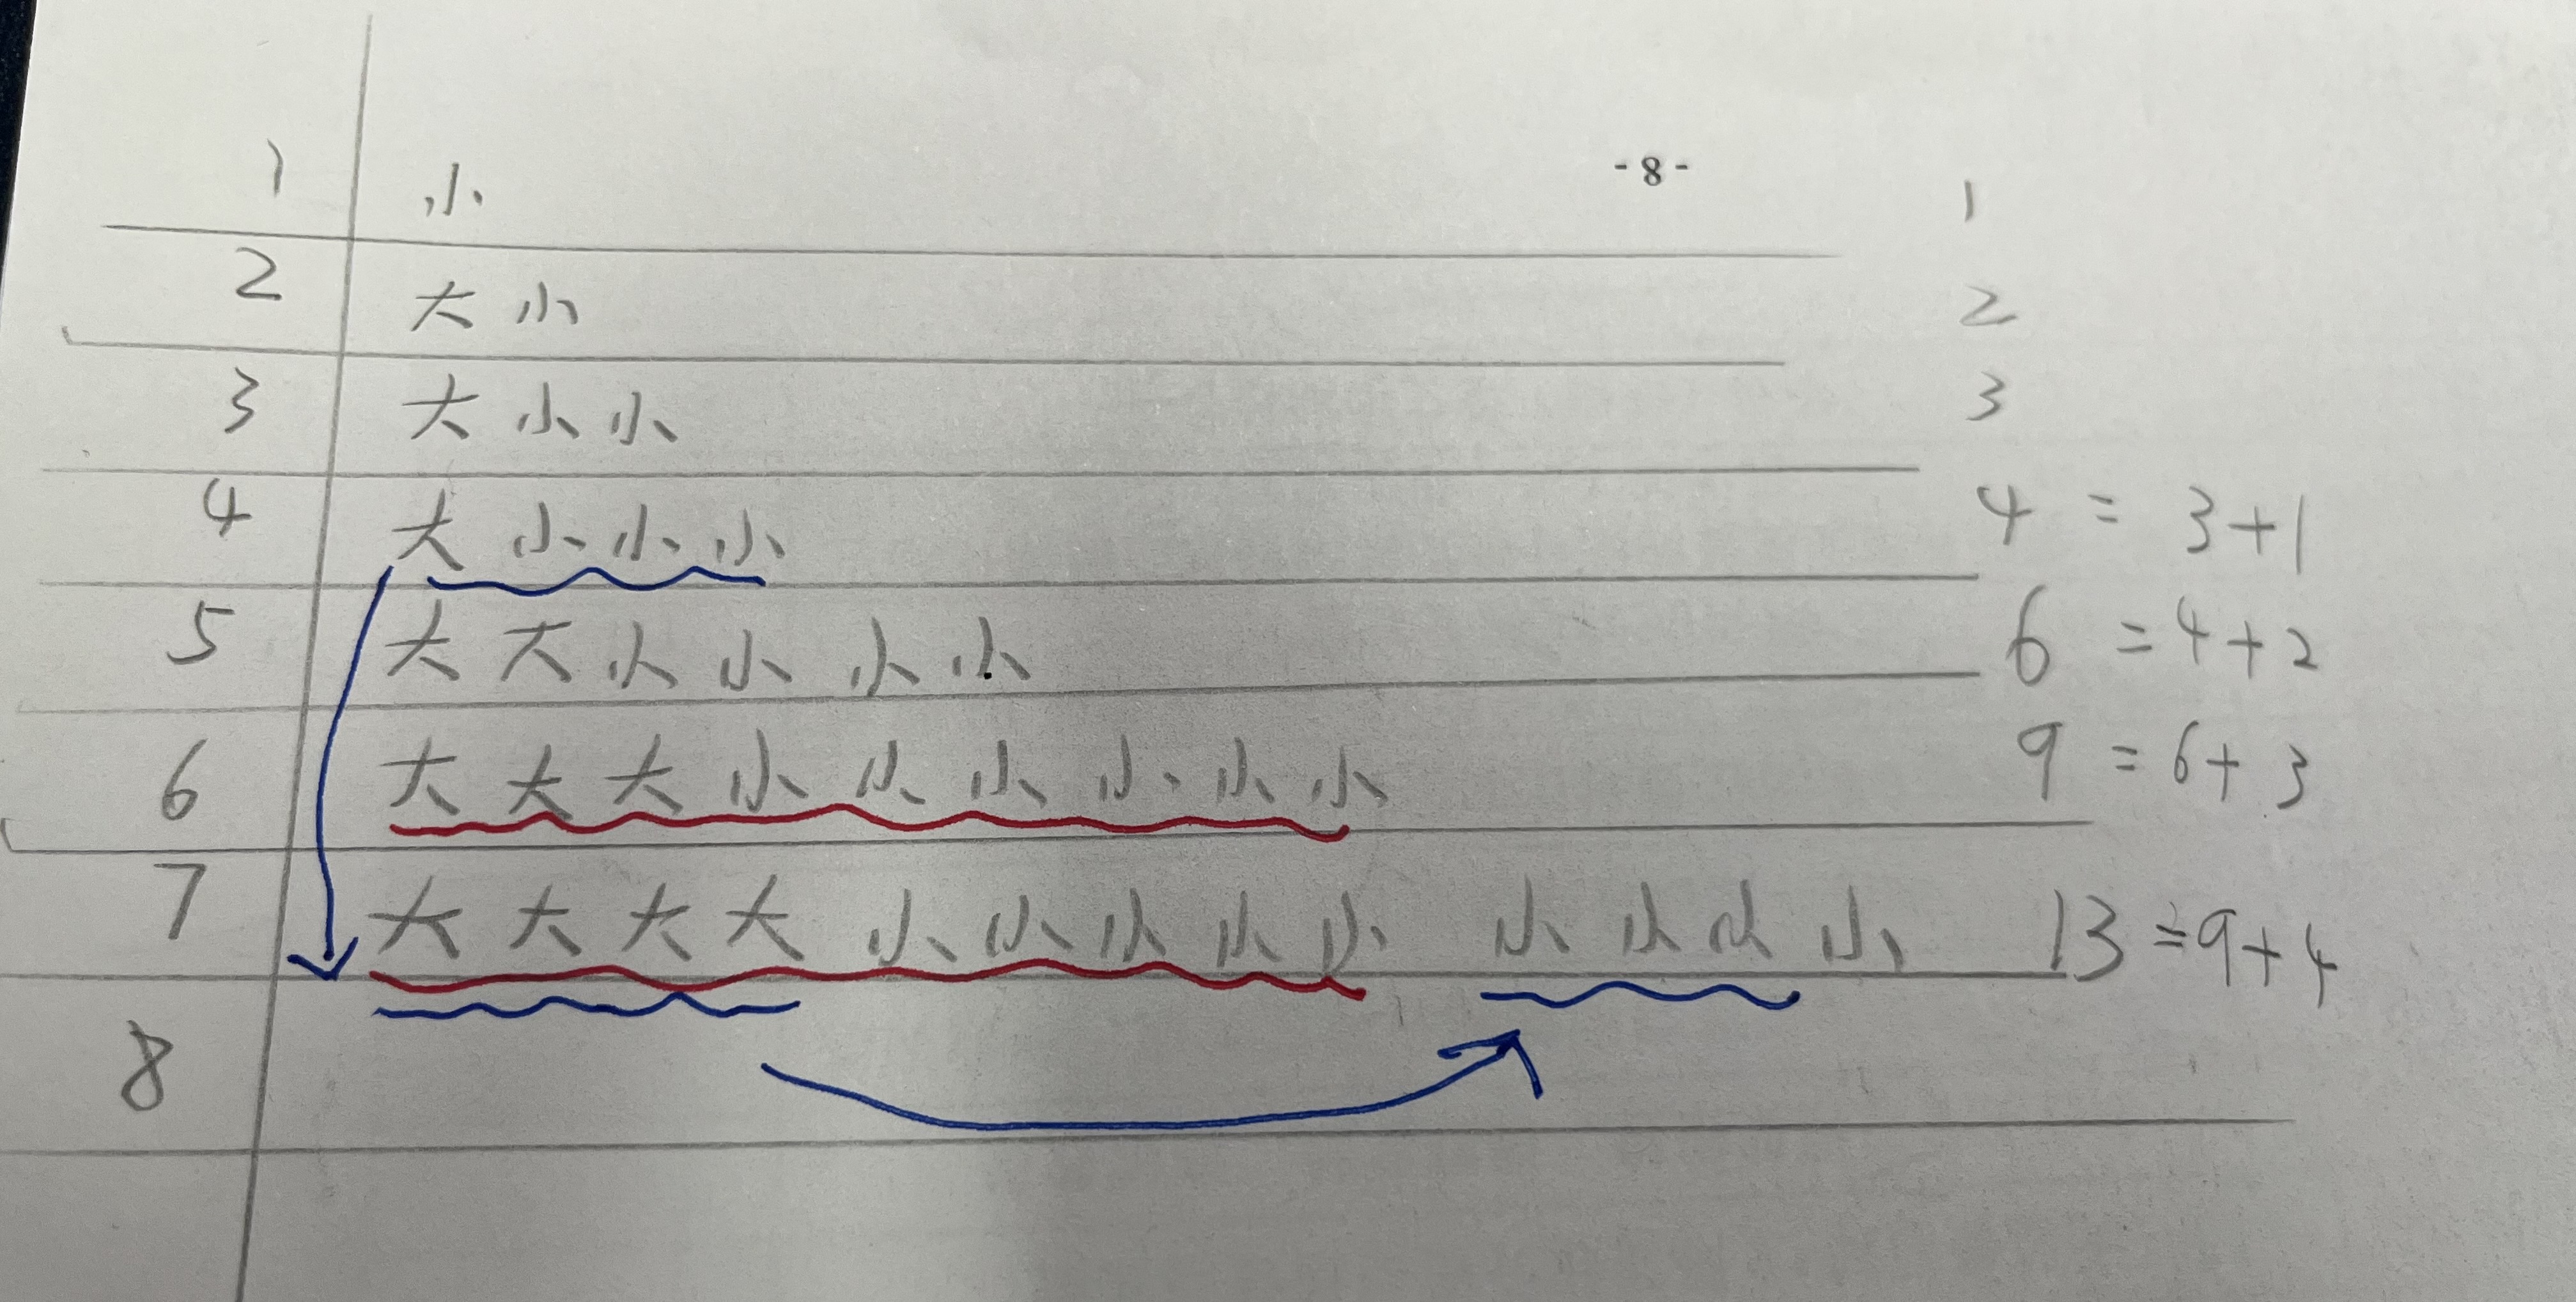 - 8 -
1 小 1
2 大 小 2
3 大 小 小 3
4 大 小 小 小 4 = 3+1
5 大 大 小 小 小 小 6 = 4+2
6 大 大 大 小 小 小 小 小 小 9 = 6+3
7 大 大 大 大 小 小 小 小 小 小 小 小 小 13 = 9+4
8